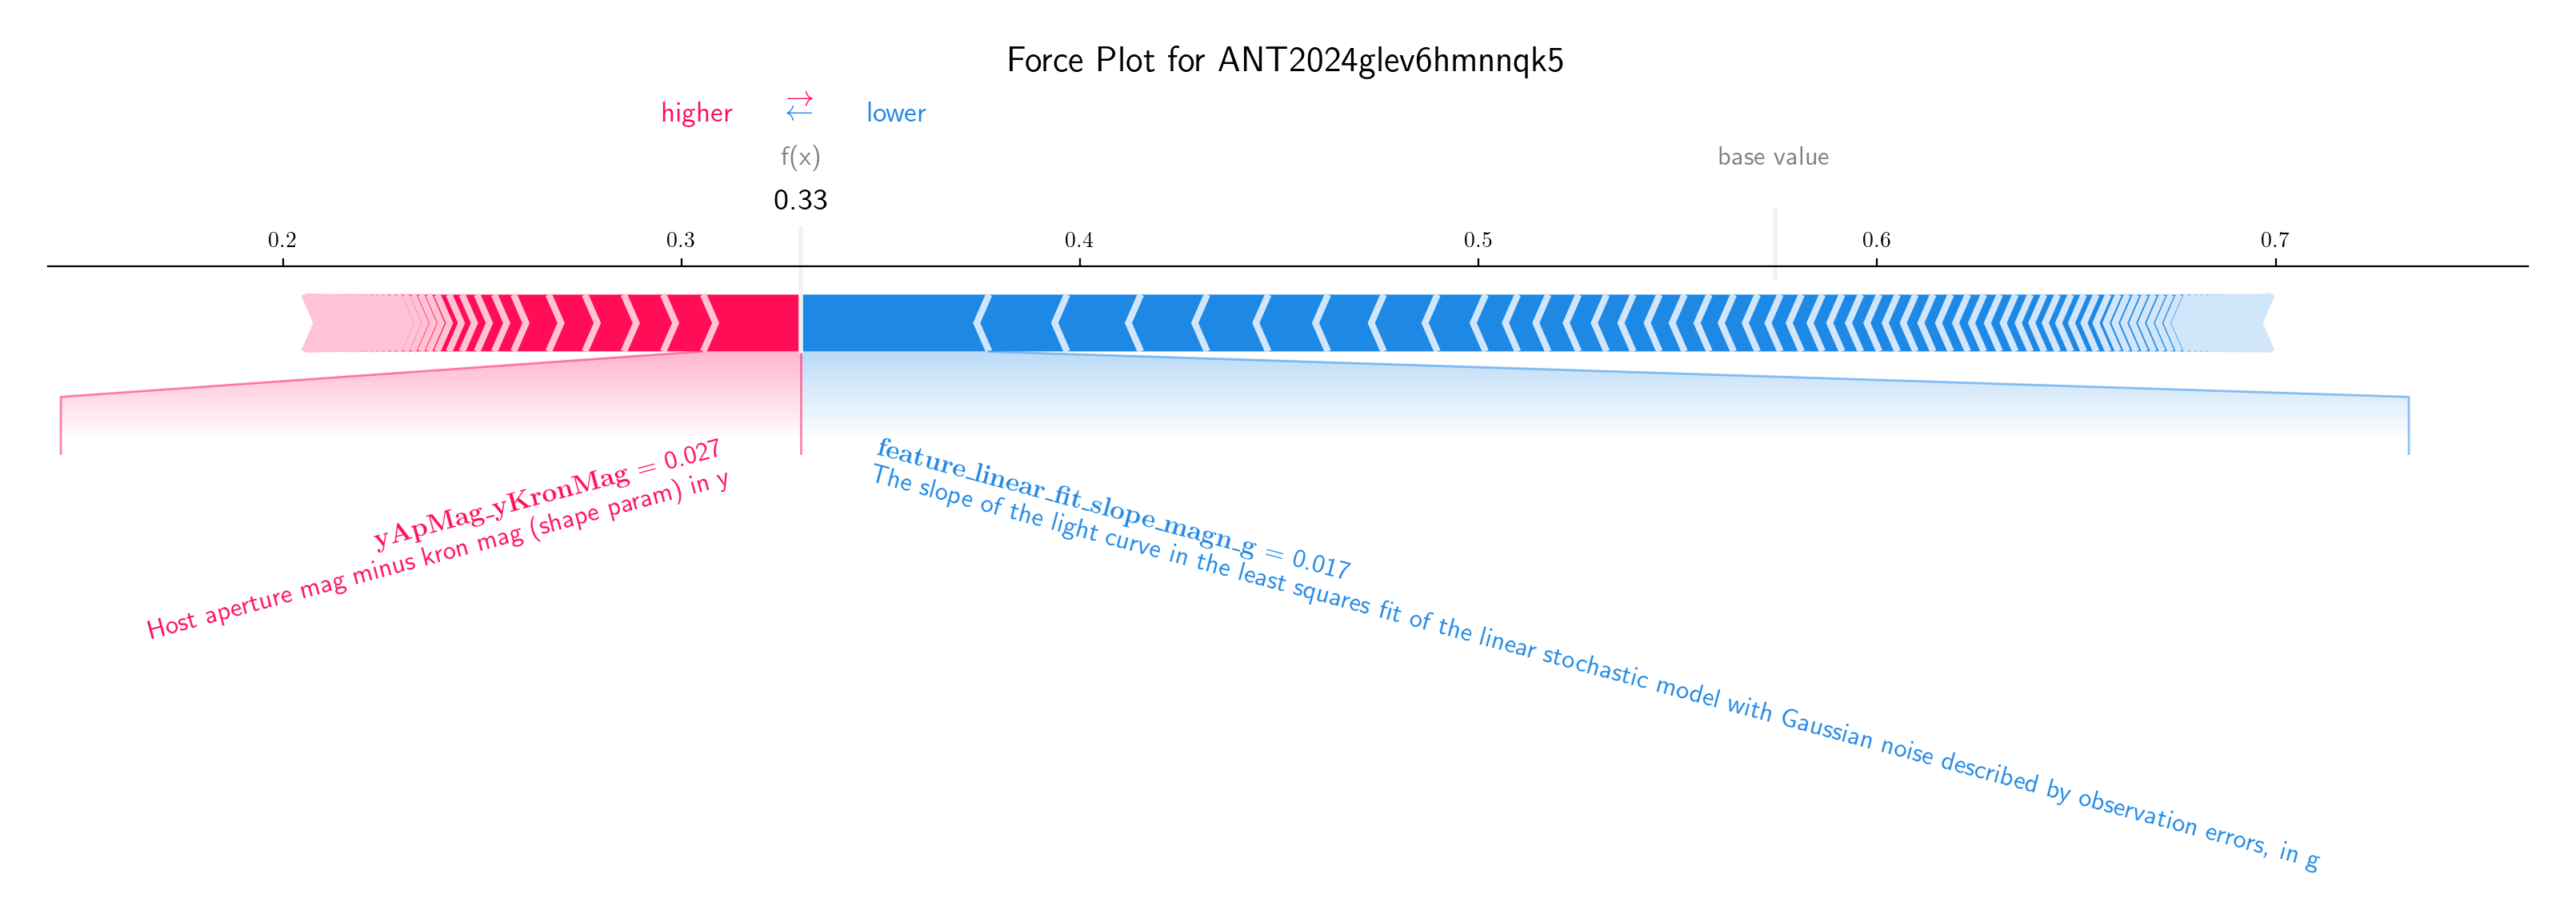 Force Plot for ANT2024glev6hmnnqk5
higher → ← lower
f(x) base value
0.33
0.2 0.3 0.4 0.5 0.6 0.7
yApMag_yKronMag = 0.027
Host aperture mag minus kron mag (shape param) in y
feature_linear_fit_slope_magn_g = 0.017
The slope of the light curve in the least squares fit of the linear stochastic model with Gaussian noise described by observation errors, in g